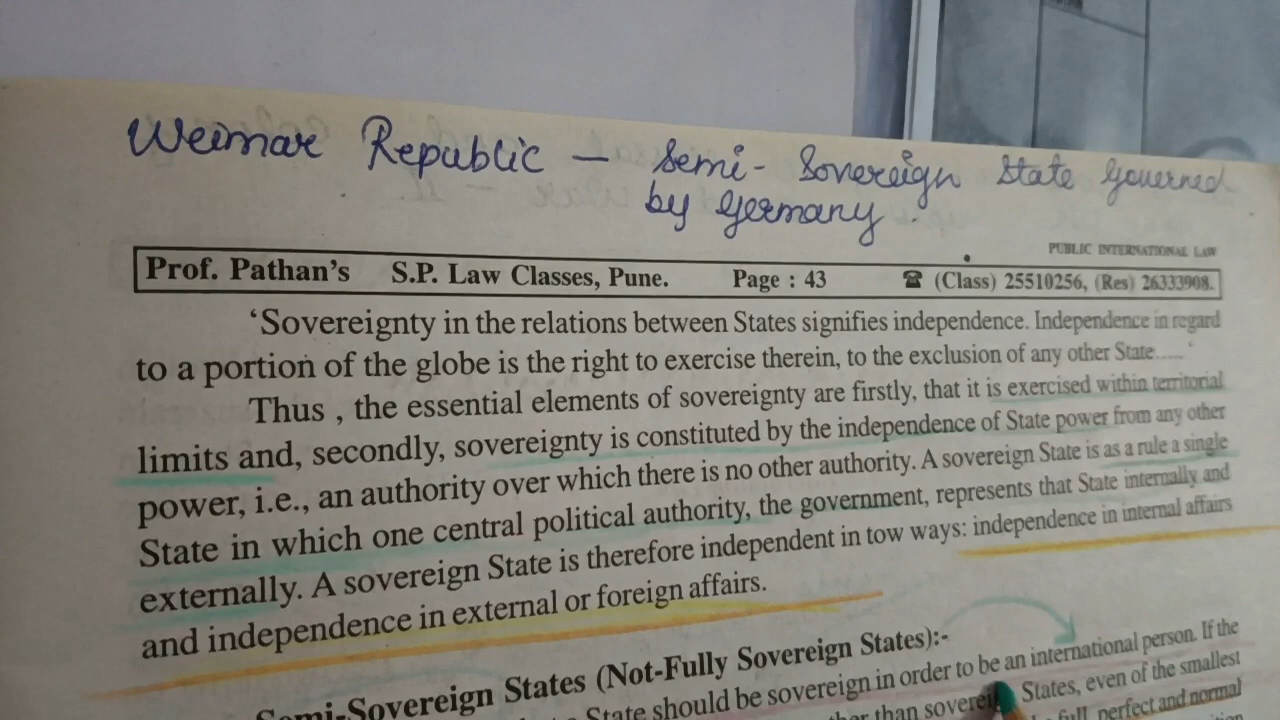 Weimar Republic – Semi-Sovereign State Governed
by Germany.
PUBLIC INTERNATIONAL LAW
Prof. Pathan's S.P. Law Classes, Pune. Page : 43 ☎ (Class) 25510256, (Res) 26333908.
'Sovereignty in the relations between States signifies independence. Independence in regard
to a portion of the globe is the right to exercise therein, to the exclusion of any other State.....'
Thus , the essential elements of sovereignty are firstly, that it is exercised within territorial
limits and, secondly, sovereignty is constituted by the independence of State power from any other
power, i.e., an authority over which there is no other authority. A sovereign State is as a rule a single
State in which one central political authority, the government, represents that State internally and
externally. A sovereign State is therefore independent in tow ways: independence in internal affairs
and independence in external or foreign affairs.
Semi-Sovereign States (Not-Fully Sovereign States):-
State should be sovereign in order to be an international person. If the
than States, even of the smallest
full, perfect and normal